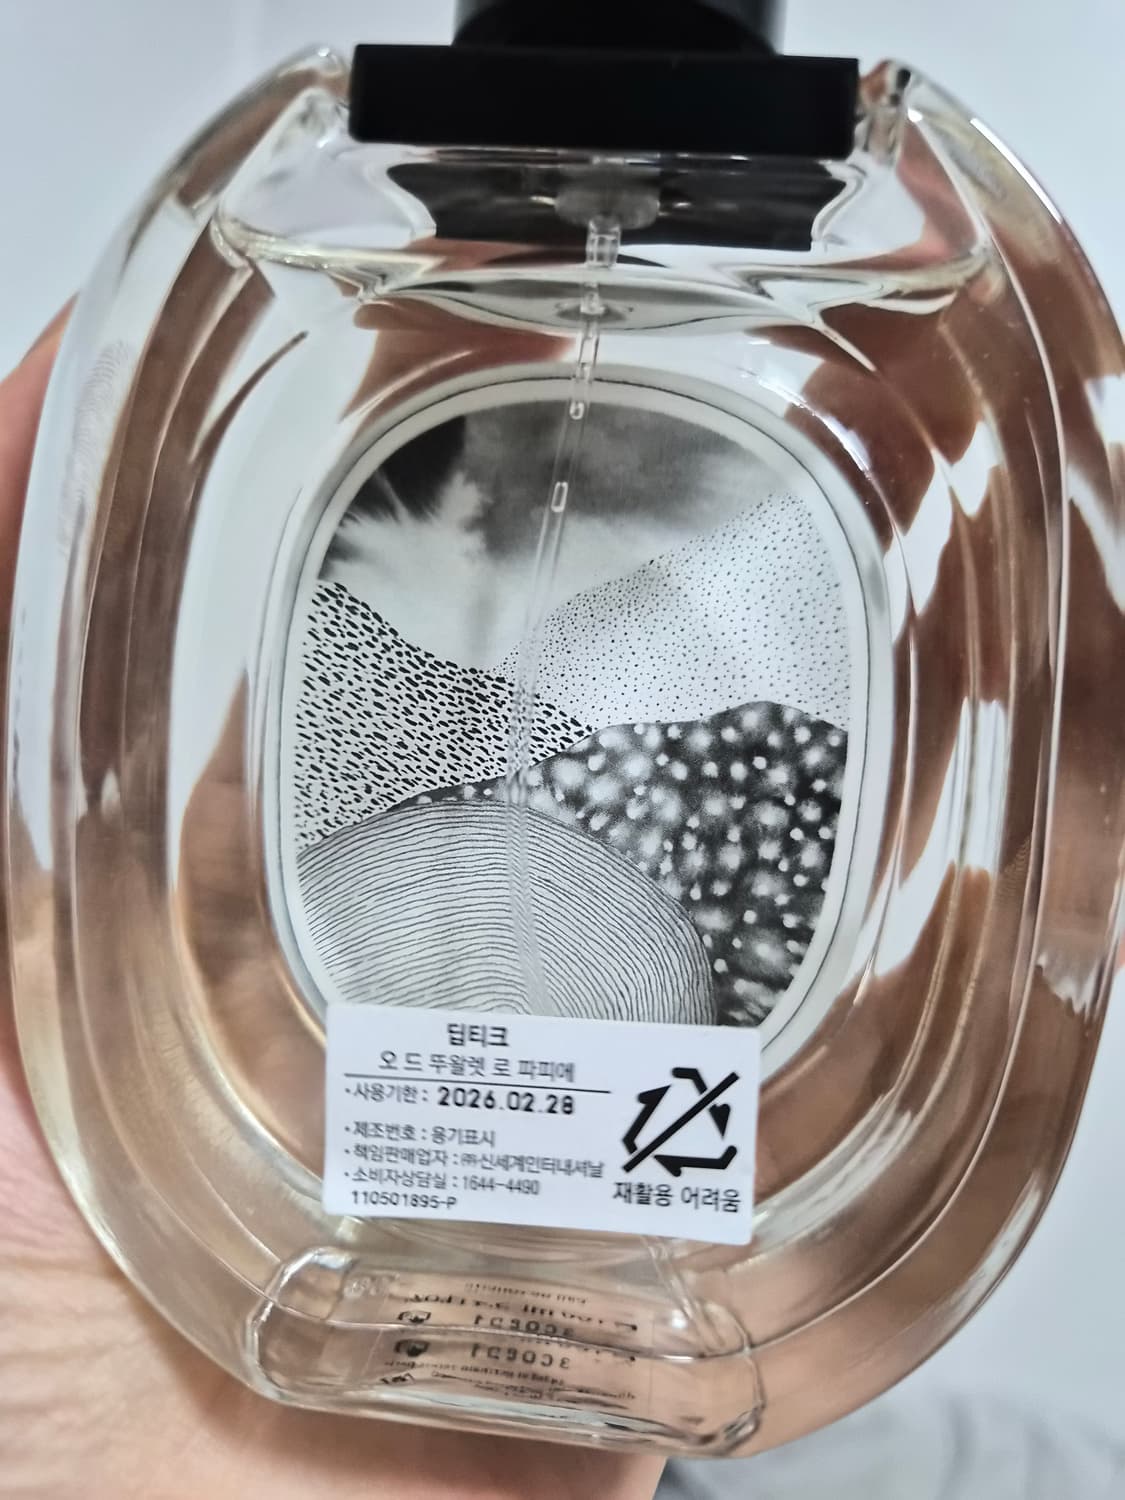 딥티크
오 드 뚜왈렛 로 파피에
・사용기한 : 2026.02.28
・제조번호 : 용기표시
・책임판매업자 : ㈜신세계인터내셔날
・소비자상담실 : 1644-4490
110501895-P
재활용 어려움